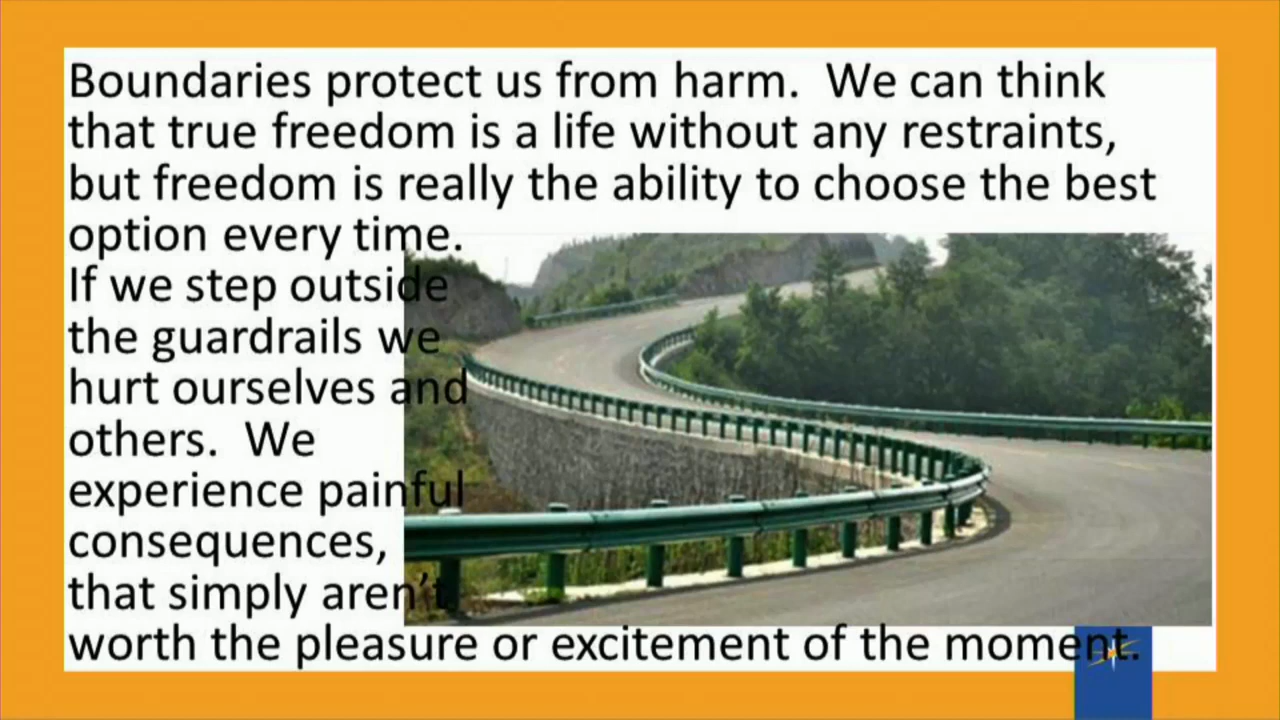 Boundaries protect us from harm.  We can think
that true freedom is a life without any restraints,
but freedom is really the ability to choose the best
option every time.
If we step outside
the guardrails we
hurt ourselves and
others.  We
experience painful
consequences,
that simply aren’t
worth the pleasure or excitement of the moment.